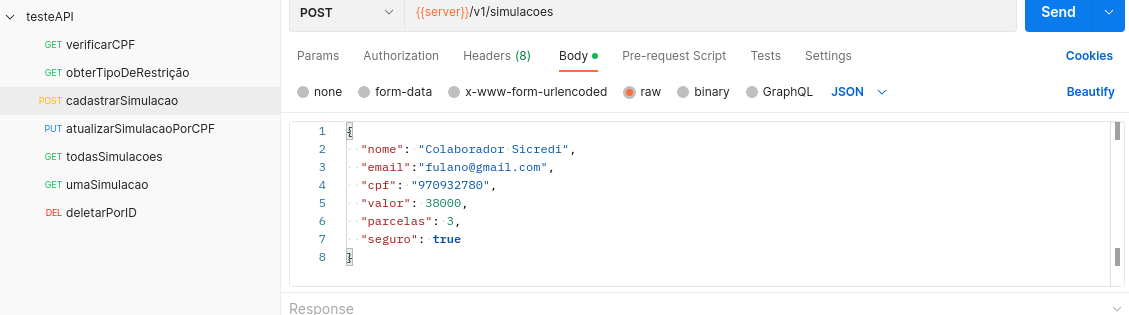 testeAPI
GET verificarCPF
GET obterTipoDeRestrição
POST cadastrarSimulacao
PUT atualizarSimulacaoPorCPF
GET todasSimulacoes
GET umaSimulacao
DEL deletarPorID
POST {{server}}/v1/simulacoes Send
Params Authorization Headers (8) Body Pre-request Script Tests Settings Cookies
none form-data x-www-form-urlencoded raw binary GraphQL JSON Beautify
1 {
2 "nome": "Colaborador Sicredi",
3 "email":"fulano@gmail.com",
4 "cpf": "970932780",
5 "valor": 38000,
6 "parcelas": 3,
7 "seguro": true
8 }
Response